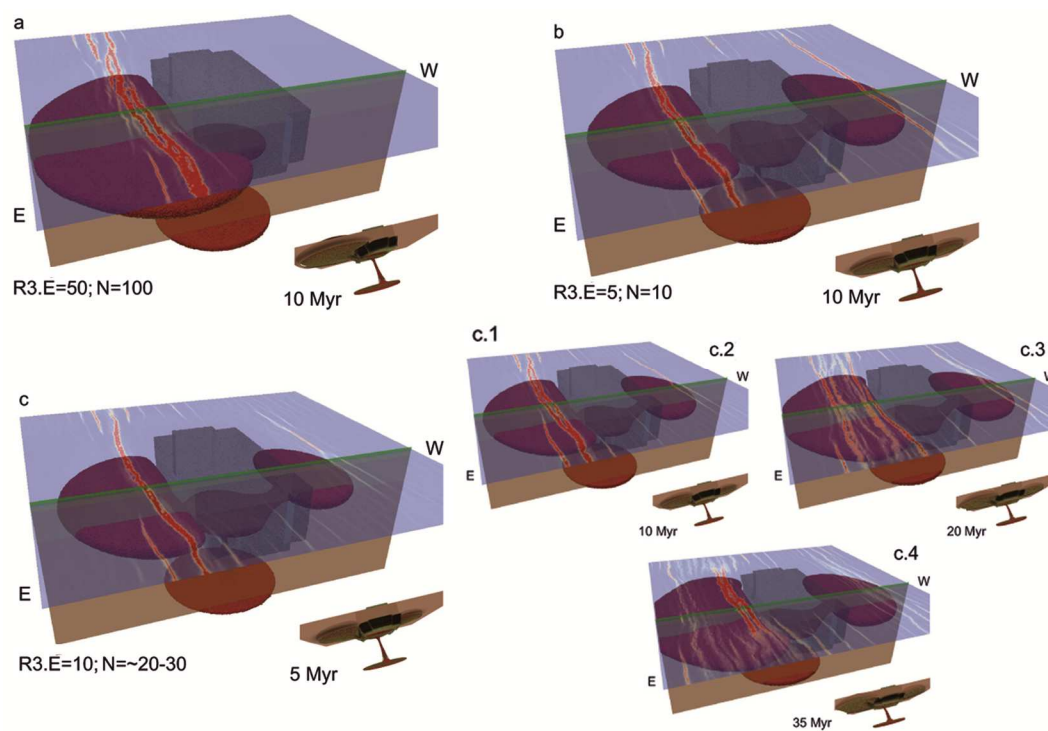 a
W
E
R3.E=50; N=100
10 Myr
b
W
E
R3.E=5; N=10
10 Myr
c
W
E
R3.E=10; N=~20-30
5 Myr
c.1
c.2
W
E
10 Myr
c.3
W
E
20 Myr
c.4
W
E
35 Myr